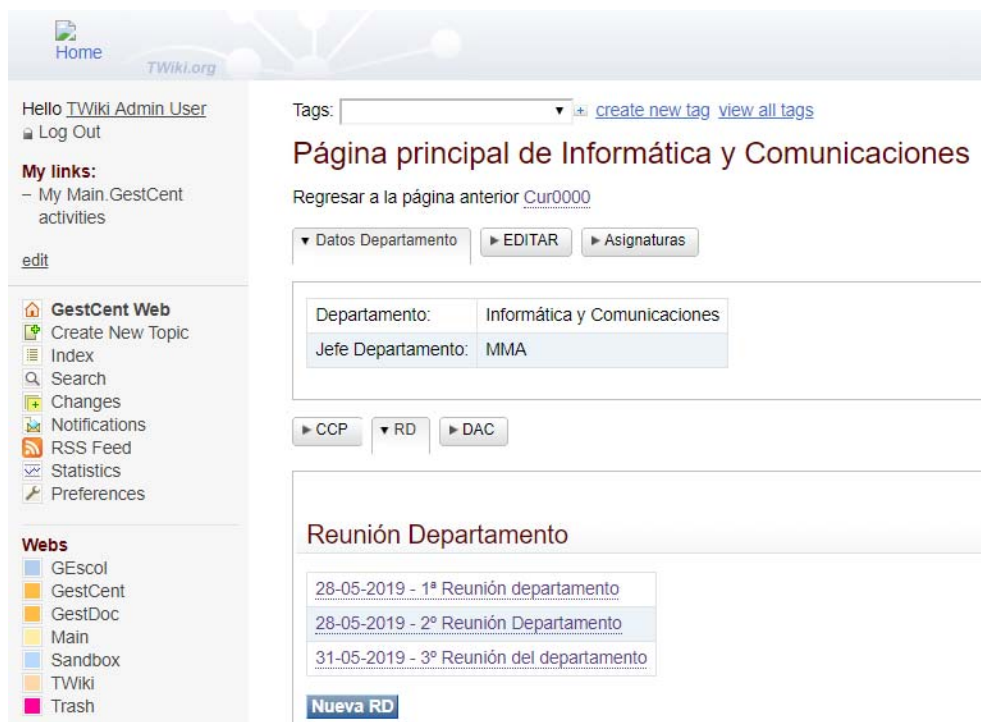 Home
TWiki.org
Hello TWiki Admin User
Log Out
My links:
– My Main.GestCent
activities
edit
GestCent Web
Create New Topic
Index
Search
Changes
Notifications
RSS Feed
Statistics
Preferences
Webs
GEscol
GestCent
GestDoc
Main
Sandbox
TWiki
Trash
Tags: create new tag view all tags
Página principal de Informática y Comunicaciones
Regresar a la página anterior Cur0000
Datos Departamento EDITAR Asignaturas
Departamento: Informática y Comunicaciones
Jefe Departamento: MMA
CCP RD DAC
Reunión Departamento
28-05-2019 - 1ª Reunión departamento
28-05-2019 - 2º Reunión Departamento
31-05-2019 - 3º Reunión del departamento
Nueva RD